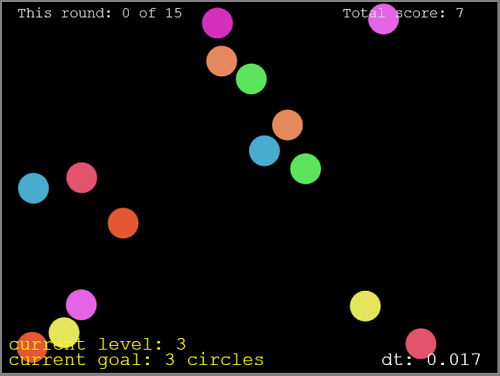 This round: 0 of 15
Total score: 7
current level: 3
current goal: 3 circles
dt: 0.017